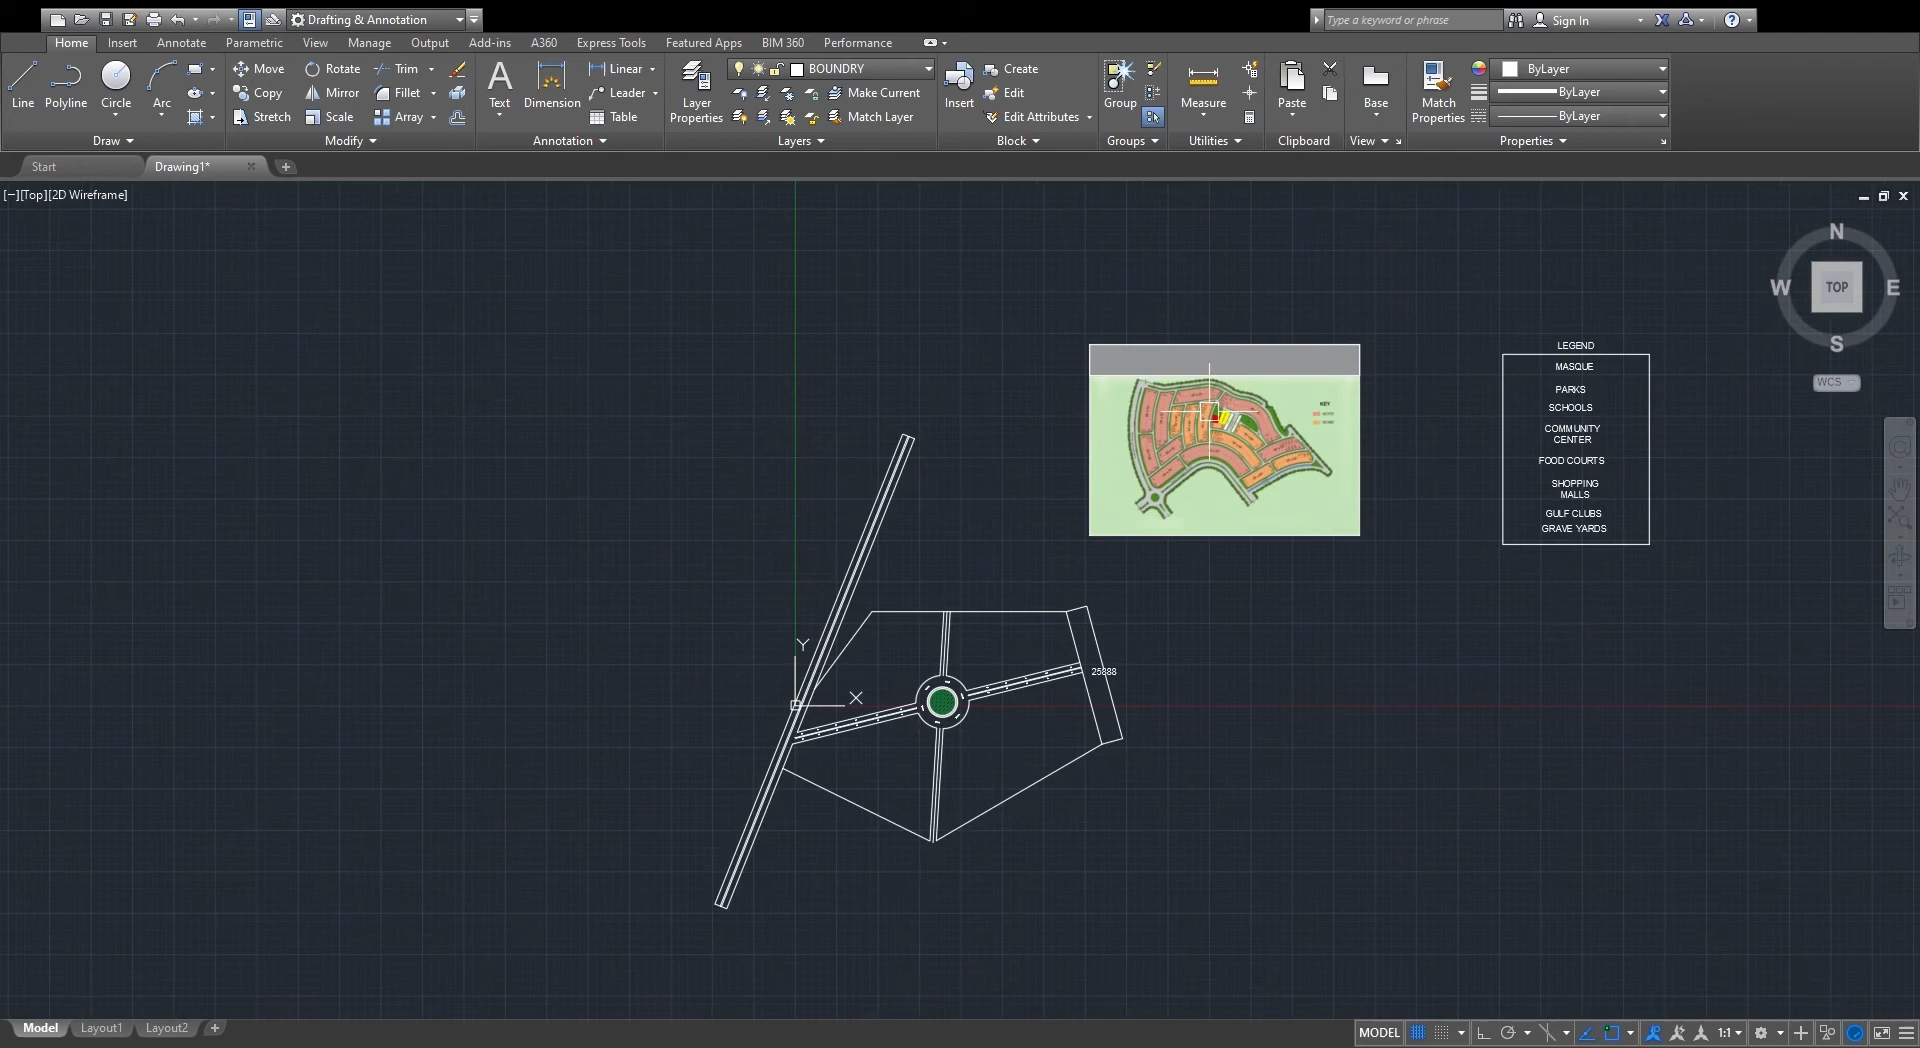 Drafting & Annotation
Type a keyword or phrase
Sign In
Home Insert Annotate Parametric View Manage Output Add-ins A360 Express Tools Featured Apps BIM 360 Performance
Line Polyline Circle Arc
Move Rotate Trim
Copy Mirror Fillet
Stretch Scale Array
Text Dimension
Linear
Leader
Table
Layer Properties
BOUNDRY
Make Current
Match Layer
Insert
Create
Edit
Edit Attributes
Group
Measure
Paste
Base
Match Properties
ByLayer
ByLayer
ByLayer
Draw Modify Annotation Layers Block Groups Utilities Clipboard View Properties
Start Drawing1*
[−][Top][2D Wireframe]
N
W TOP E
S
WCS
KEY
LEGEND
MASQUE
PARKS
SCHOOLS
COMMUNITY
CENTER
FOOD COURTS
SHOPPING
MALLS
GULF CLUBS
GRAVE YARDS
Y
X
25888
Model Layout1 Layout2
MODEL
1:1